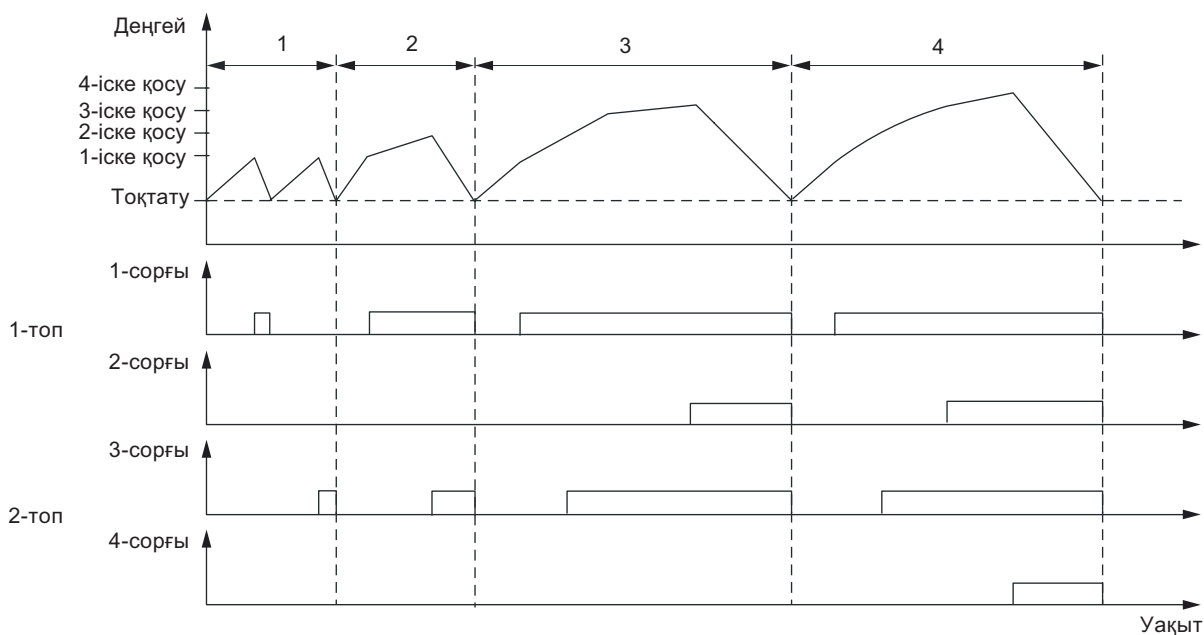 Деңгей
1
2
3
4
4-іске қосу
3-іске қосу
2-іске қосу
1-іске қосу
Тоқтату
1-сорғы
1-топ
2-сорғы
3-сорғы
2-топ
4-сорғы
Уақыт